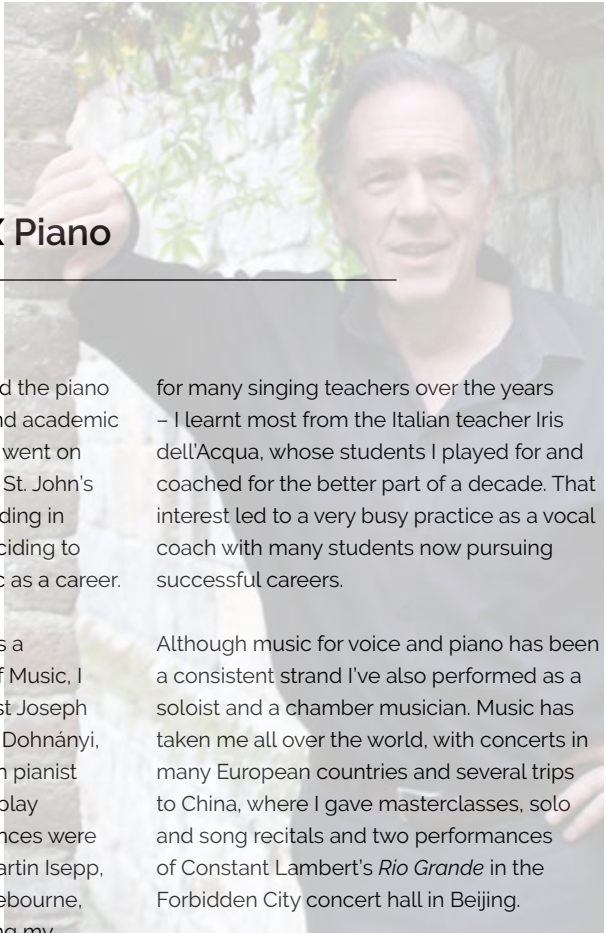 Piano
d the piano
nd academic
went on
St. John's
ding in
ciding to
c as a career.
s a
f Music, I
st Joseph
Dohnányi,
n pianist
play
nces were
artin Isepp,
ebourne,
ng my
for many singing teachers over the years
– I learnt most from the Italian teacher Iris
dell'Acqua, whose students I played for and
coached for the better part of a decade. That
interest led to a very busy practice as a vocal
coach with many students now pursuing
successful careers.
Although music for voice and piano has been
a consistent strand I've also performed as a
soloist and a chamber musician. Music has
taken me all over the world, with concerts in
many European countries and several trips
to China, where I gave masterclasses, solo
and song recitals and two performances
of Constant Lambert's Rio Grande in the
Forbidden City concert hall in Beijing.